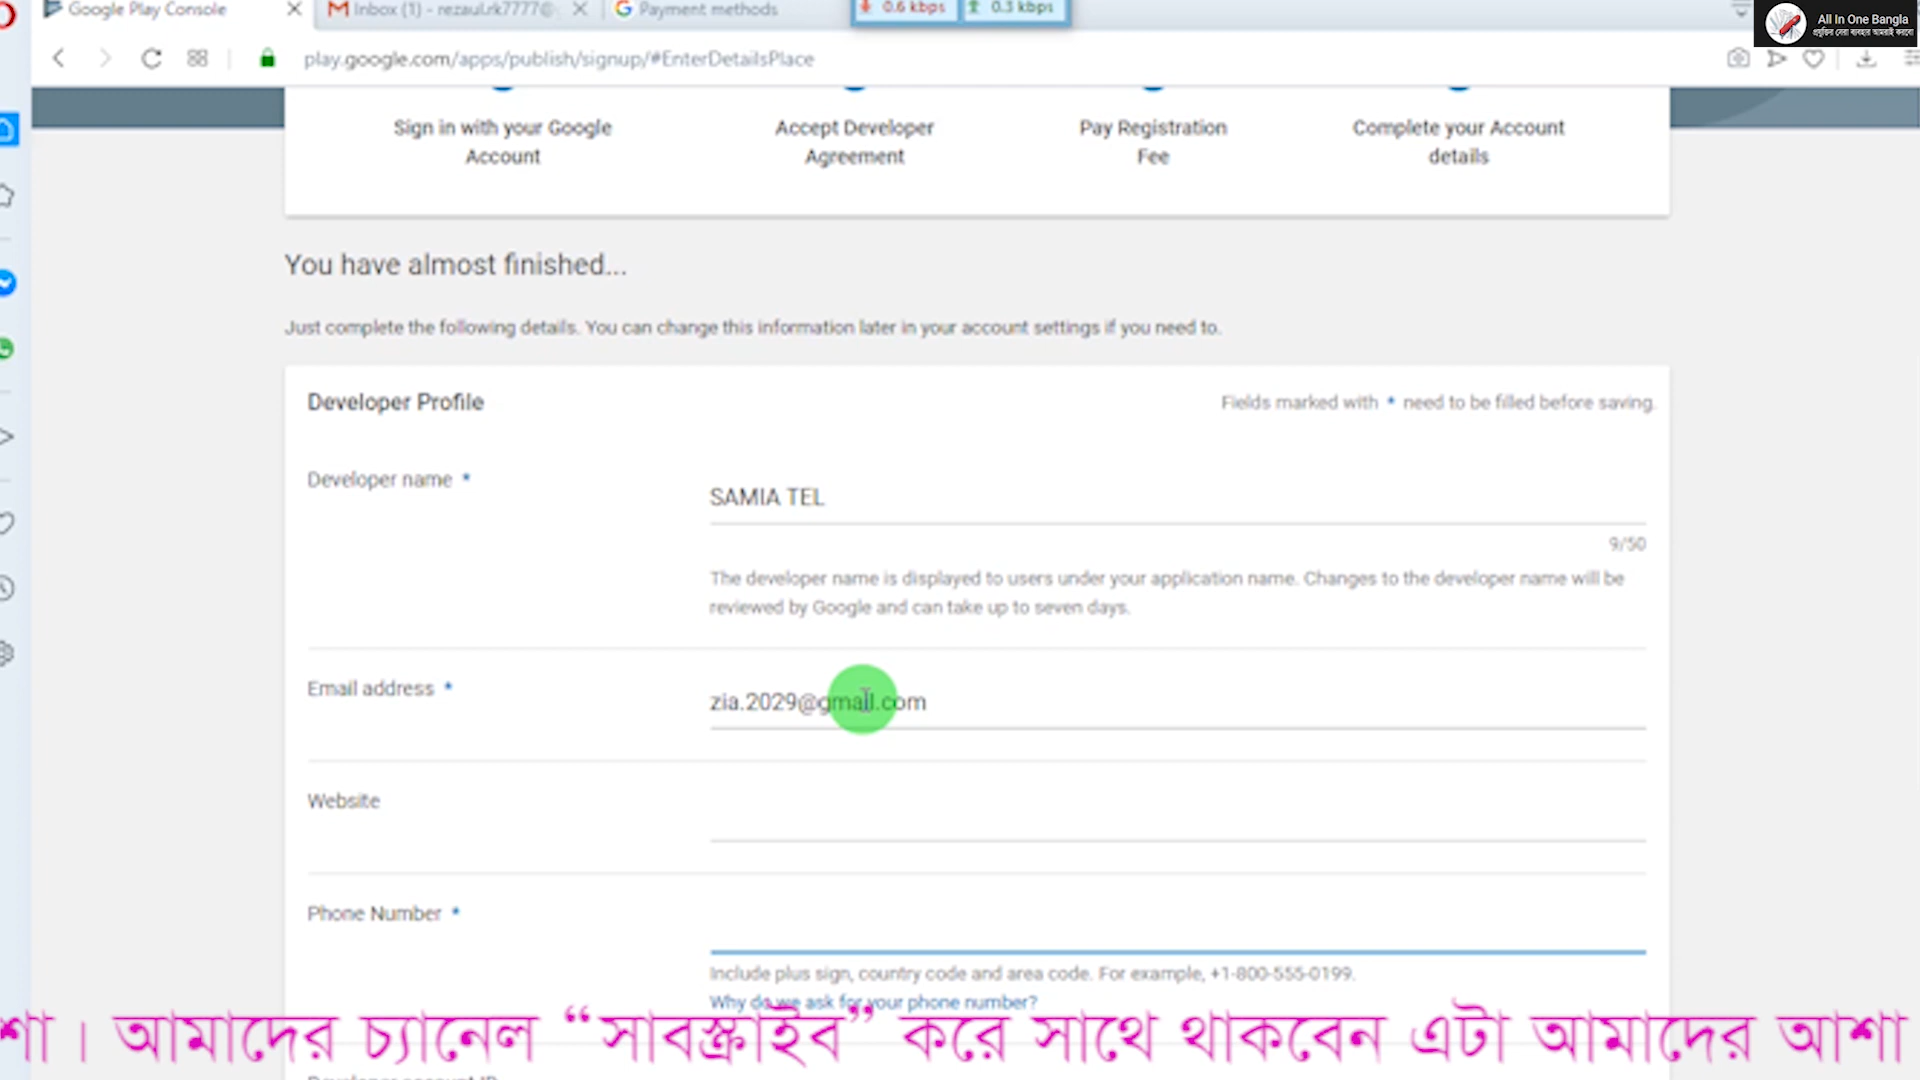 Google Play Console
Inbox (1) - rezaul.rk7777@
Payment methods
0.6 kbps
0.3 kbps
All In One Bangla
play.google.com/apps/publish/signup/#EnterDetailsPlace
Sign in with your Google Account
Accept Developer Agreement
Pay Registration Fee
Complete your Account details
You have almost finished...
Just complete the following details. You can change this information later in your account settings if you need to.
Developer Profile
Fields marked with * need to be filled before saving.
Developer name *
SAMIA TEL
9/50
The developer name is displayed to users under your application name. Changes to the developer name will be
reviewed by Google and can take up to seven days.
Email address *
zia.2029@gmail.com
Website
Phone Number *
Include plus sign, country code and area code. For example, +1-800-555-0199.
Why do we ask for your phone number?
শা । আমাদের চ্যানেল “সাবস্ক্রাইব” করে সাথে থাকবেন এটা আমাদের আশা